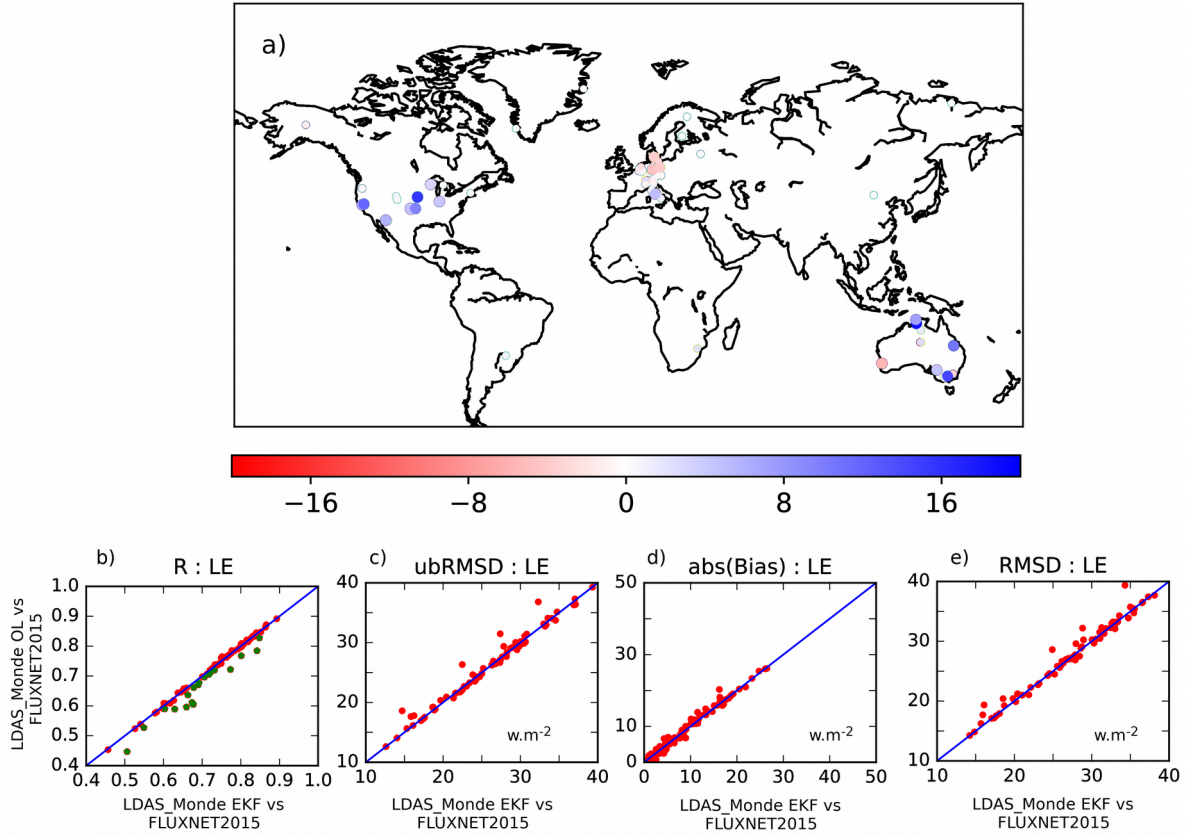 a)
−16 −8 0 8 16
b) c) d) e)
R : LE ubRMSD : LE abs(Bias) : LE RMSD : LE
LDAS_Monde OL vs
FLUXNET2015
1.0
0.9
0.8
0.7
0.6
0.5
0.4
0.4 0.5 0.6 0.7 0.8 0.9 1.0
LDAS_Monde EKF vs
FLUXNET2015
40
30
20
10
w.m-2
10 20 30 40
LDAS_Monde EKF vs
FLUXNET2015
50
40
30
20
10
0
w.m-2
0 10 20 30 40 50
LDAS_Monde EKF vs
FLUXNET2015
40
30
20
10
w.m-2
10 20 30 40
LDAS_Monde EKF vs
FLUXNET2015